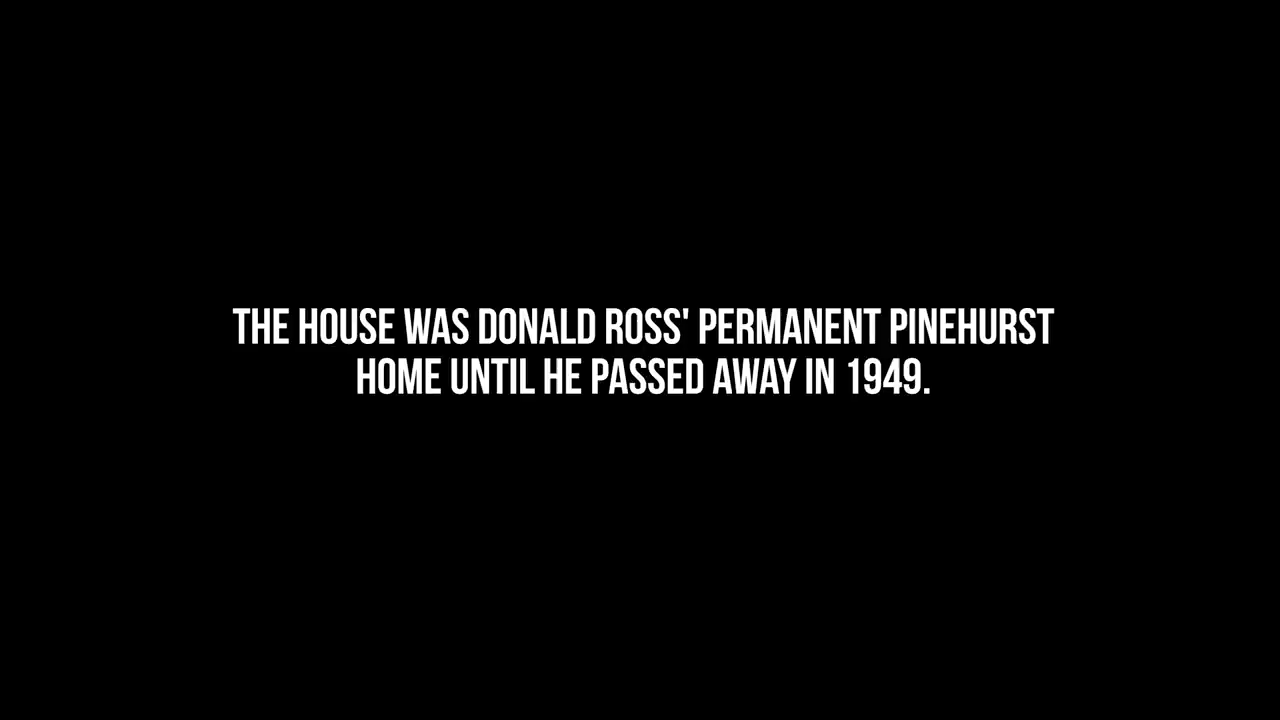 THE HOUSE WAS DONALD ROSS' PERMANENT PINEHURST
HOME UNTIL HE PASSED AWAY IN 1949.